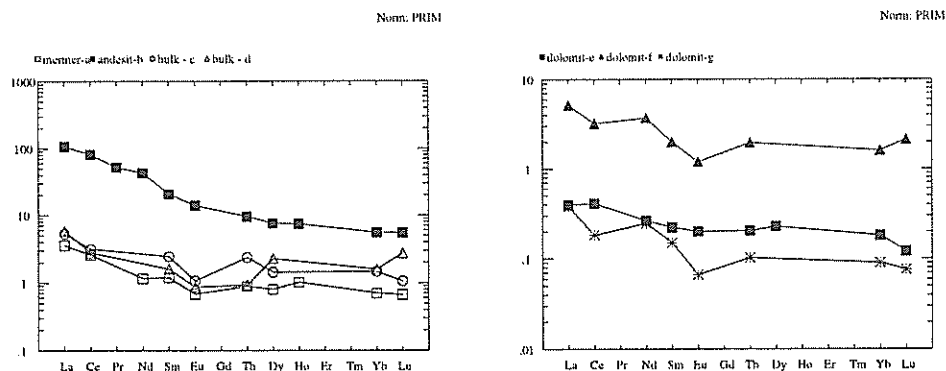 Norm: PRIM
mermer-a andesit-b bulk - c bulk - d
1000
100
10
1
.1
La Ce Pr Nd Sm Eu Gd Tb Dy Ho Er Tm Yb Lu
Norm: PRIM
dolomit-e dolomit-f dolomit-g
10
1
.1
.01
La Ce Pr Nd Sm Eu Gd Tb Dy Ho Er Tm Yb Lu